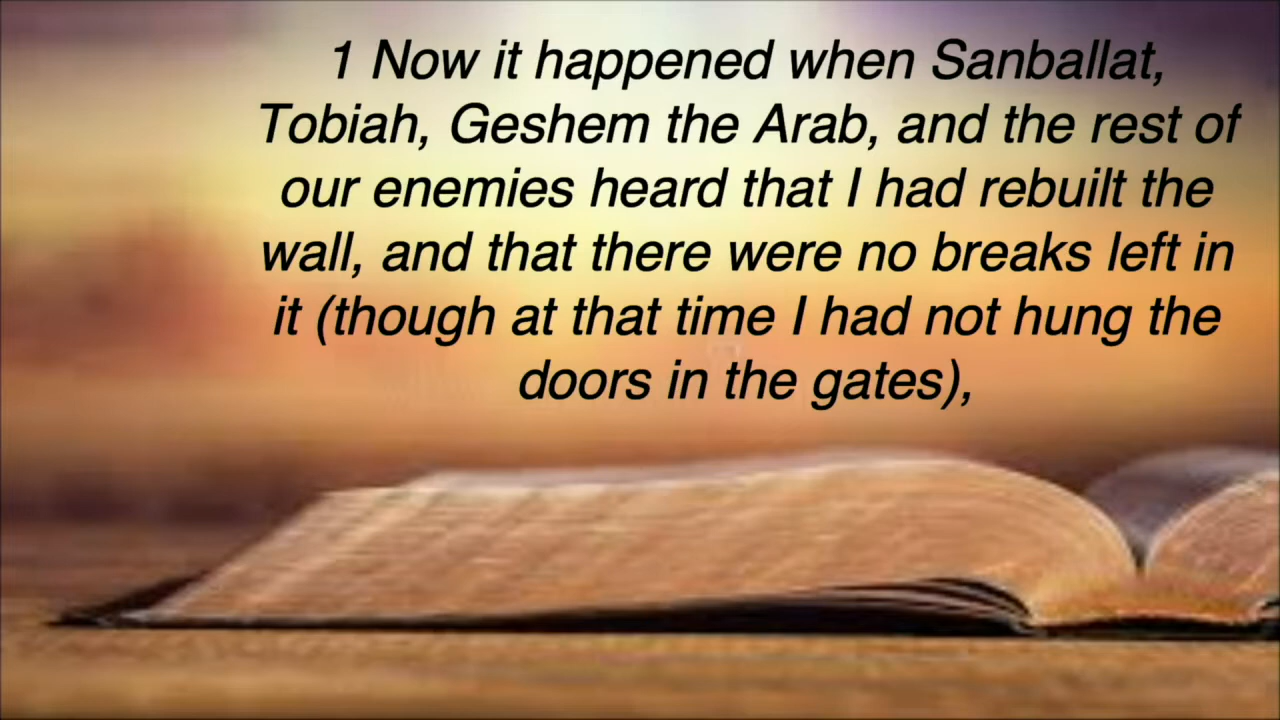 1 Now it happened when Sanballat,
Tobiah, Geshem the Arab, and the rest of
our enemies heard that I had rebuilt the
wall, and that there were no breaks left in
it (though at that time I had not hung the
doors in the gates),